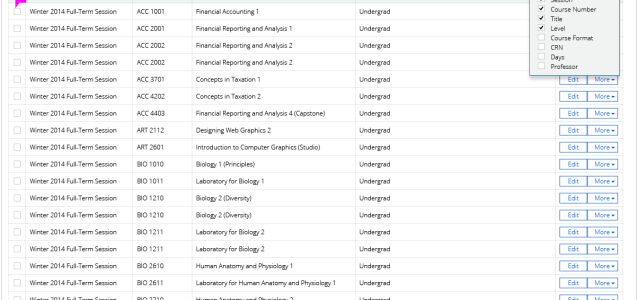 Session
Winter 2014 Full-Term Session ACC 1001 Financial Accounting 1 Undergrad
Course Number
Title
Winter 2014 Full-Term Session ACC 2001 Financial Reporting and Analysis 1 Undergrad
Level
Course Format
Winter 2014 Full-Term Session ACC 2002 Financial Reporting and Analysis 2 Undergrad
CRN
Days
Winter 2014 Full-Term Session ACC 2002 Financial Reporting and Analysis 2 Undergrad
Professor
Winter 2014 Full-Term Session ACC 3701 Concepts in Taxation 1 Undergrad Edit More
Winter 2014 Full-Term Session ACC 4202 Concepts in Taxation 2 Undergrad Edit More
Winter 2014 Full-Term Session ACC 4403 Financial Reporting and Analysis 4 (Capstone) Undergrad Edit More
Winter 2014 Full-Term Session ART 2112 Designing Web Graphics 2 Undergrad Edit More
Winter 2014 Full-Term Session ART 2601 Introduction to Computer Graphics (Studio) Undergrad Edit More
Winter 2014 Full-Term Session BIO 1010 Biology 1 (Principles) Undergrad Edit More
Winter 2014 Full-Term Session BIO 1011 Laboratory for Biology 1 Undergrad Edit More
Winter 2014 Full-Term Session BIO 1210 Biology 2 (Diversity) Undergrad Edit More
Winter 2014 Full-Term Session BIO 1210 Biology 2 (Diversity) Undergrad Edit More
Winter 2014 Full-Term Session BIO 1211 Laboratory for Biology 2 Undergrad Edit More
Winter 2014 Full-Term Session BIO 1211 Laboratory for Biology 2 Undergrad Edit More
Winter 2014 Full-Term Session BIO 2610 Human Anatomy and Physiology 1 Undergrad Edit More
Winter 2014 Full-Term Session BIO 2611 Laboratory for Human Anatomy and Physiology 1 Undergrad Edit More
Winter 2014 Full-Term Session BIO 2710 Human Anatomy and Physiology 2 Undergrad Edit More